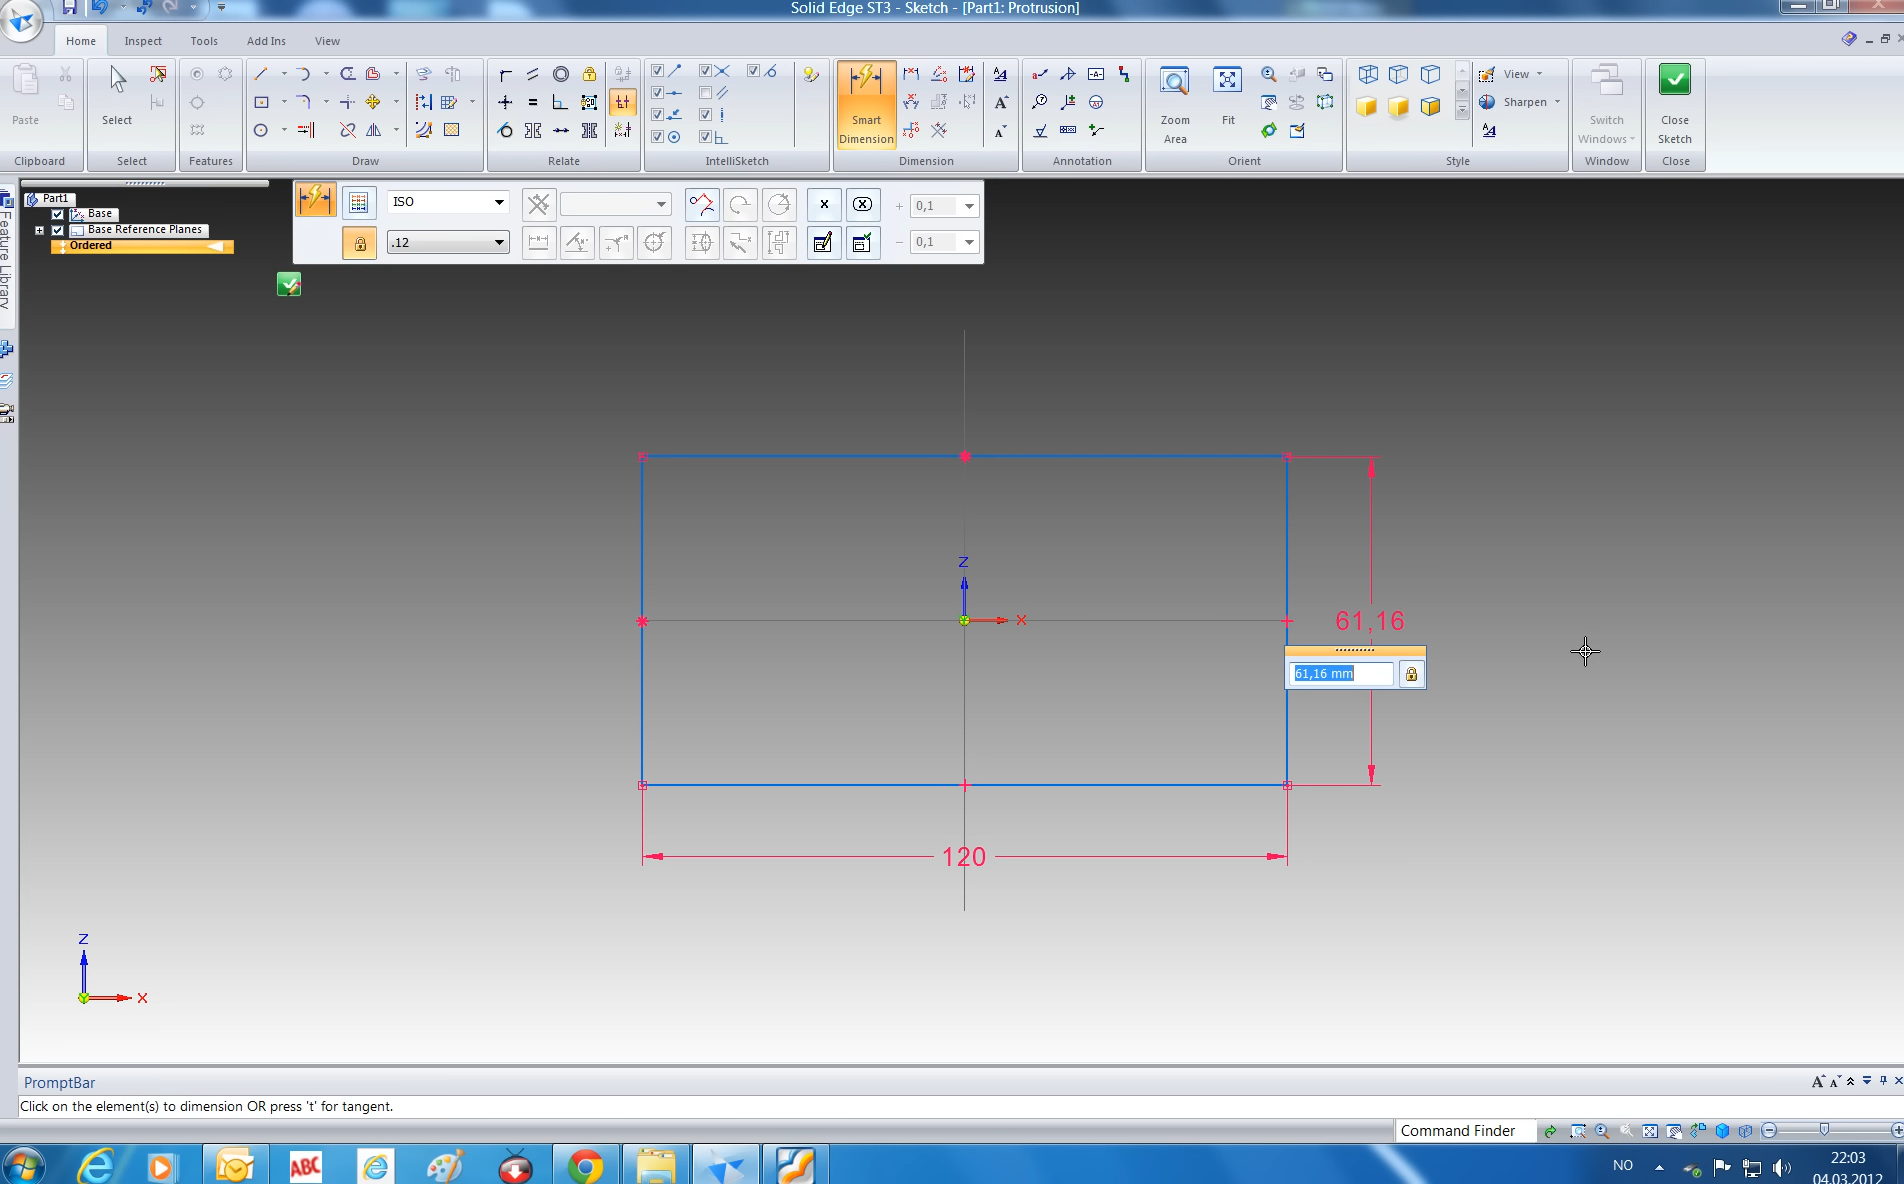 Solid Edge ST3 - Sketch - [Part1: Protrusion]
Home Inspect Tools Add Ins View
Paste
Select
Smart Dimension
Zoom Area
Fit
View
Sharpen
Switch Windows
Close Sketch
Clipboard Select Features Draw Relate IntelliSketch Dimension Annotation Orient Style Window Close
Feature Library
Part1
Base
Base Reference Planes
Ordered
ISO
.12
x
(x)
+ 0,1
− 0,1
Z
X
61,16
61,16 mm
120
Z
X
PromptBar
Click on the element(s) to dimension OR press 't' for tangent.
Command Finder
ABC
NO
22:03
04.03.2012